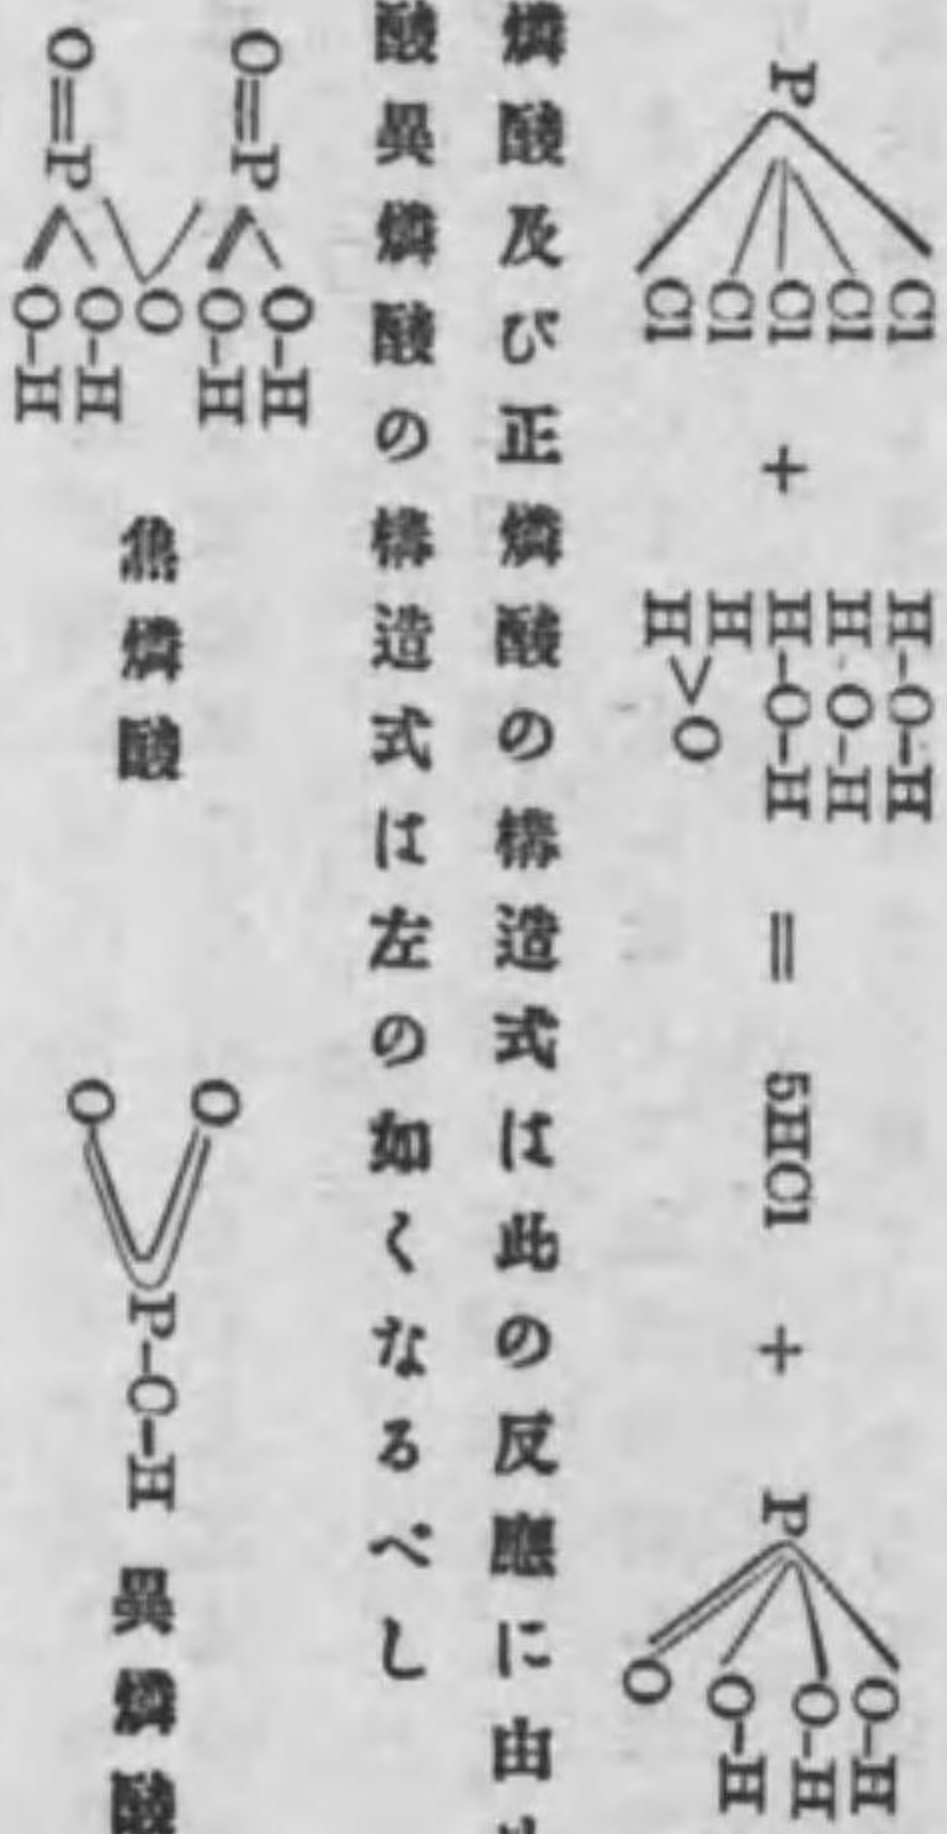 P Cl Cl Cl Cl Cl + H-O-H H-O-H H-O-H H H>O = 5HCl + P O-H O-H O-H O
燐酸及び正燐酸の構造式は此の反應に由
酸異燐酸の構造式は左の如くなるべし
O=P O-H O-H O O=P O-H O-H 焦燐酸
O O P-O-H 異燐酸